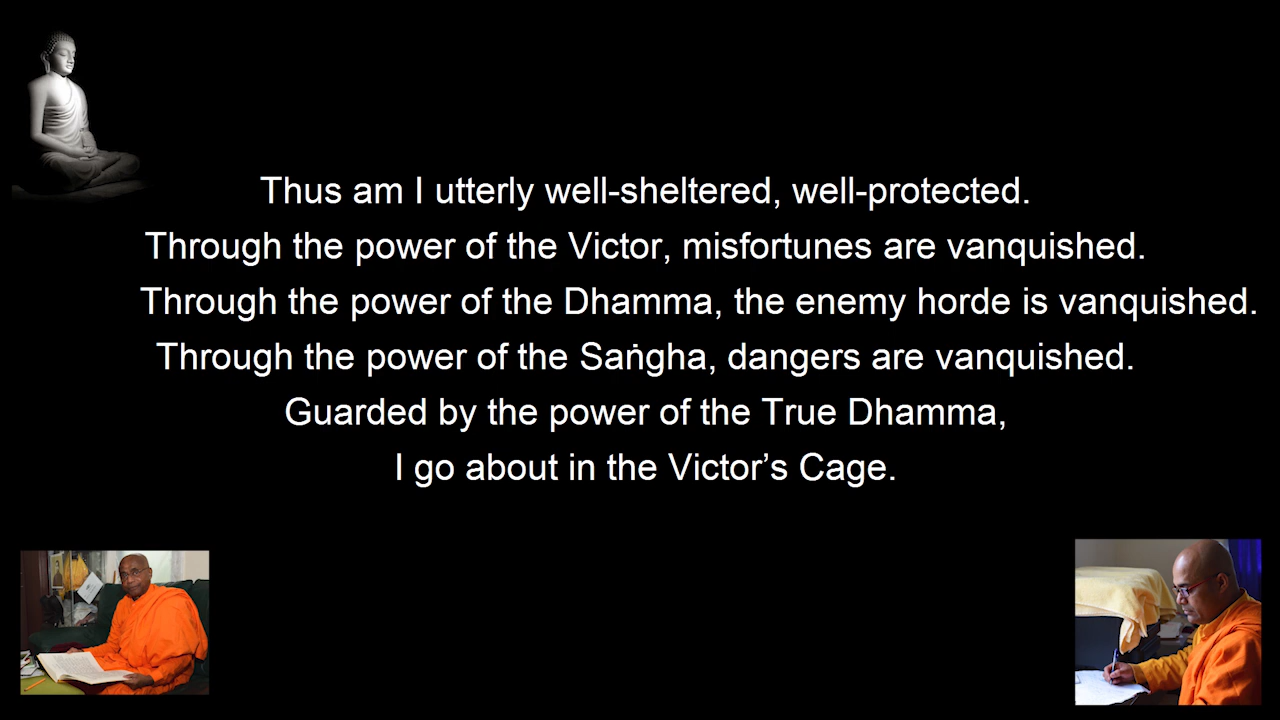 Thus am I utterly well-sheltered, well-protected.
Through the power of the Victor, misfortunes are vanquished.
Through the power of the Dhamma, the enemy horde is vanquished.
Through the power of the Saṅgha, dangers are vanquished.
Guarded by the power of the True Dhamma,
I go about in the Victor’s Cage.